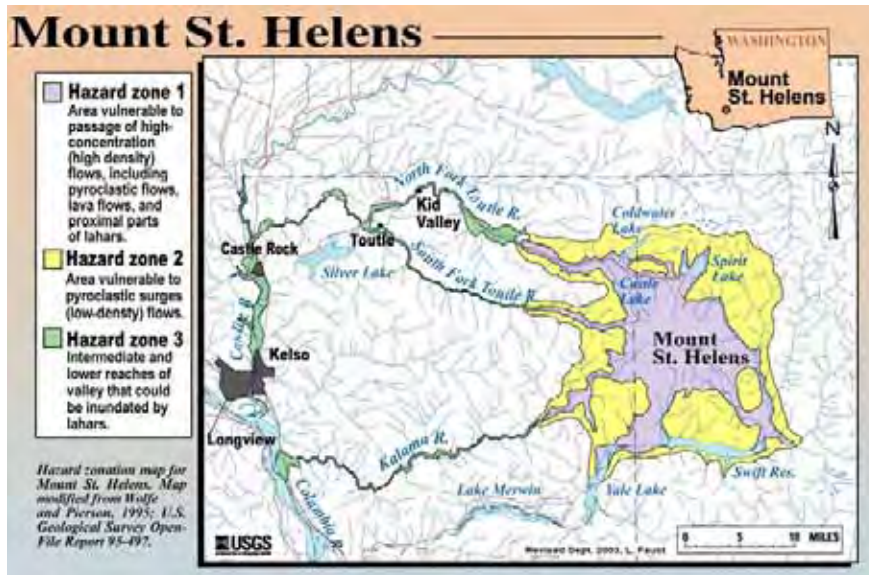 Mount St. Helens
WASHINGTON
Mount
St. Helens
N
Hazard zone 1
Area vulnerable to
passage of high-
concentration
(high density)
flows, including
pyroclastic flows,
lava flows, and
proximal parts
of lahars.
Hazard zone 2
Area vulnerable to
pyroclastic surges
(low-densty) flows.
Hazard zone 3
Intermediate and
lower reaches of
valley that could
be inundated by
lahars.
Hazard zonation map for
Mount St. Helens. Map
modified from Wolfe
and Pierson, 1995; U.S.
Geological Survey Open-
File Report 95-497.
North Fork Toutle R.
Kid
Valley
Coldwater
Lake
Castle Rock
Toutle
Silver Lake
South Fork Toutle R.
Spirit
Lake
Castle
Lake
Cowlitz R.
Mount
St. Helens
Kelso
Longview
Kalama R.
Columbia R.
Lake Merwin
Yale Lake
Swift Res.
USGS
Revised Dept. 2003, L. Faust
0 5 10 MILES